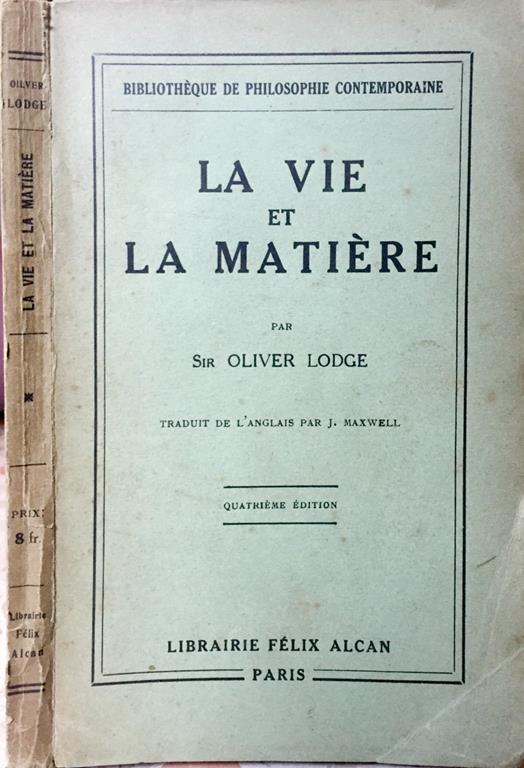 OLIVER
LODGE
LA VIE ET LA MATIÈRE
PRIX:
8 fr.
Librairie
Félix
Alcan
BIBLIOTHÈQUE DE PHILOSOPHIE CONTEMPORAINE
LA VIE
ET
LA MATIÈRE
PAR
SIR OLIVER LODGE
TRADUIT DE L'ANGLAIS PAR J. MAXWELL
QUATRIÈME ÉDITION
LIBRAIRIE FÉLIX ALCAN
PARIS